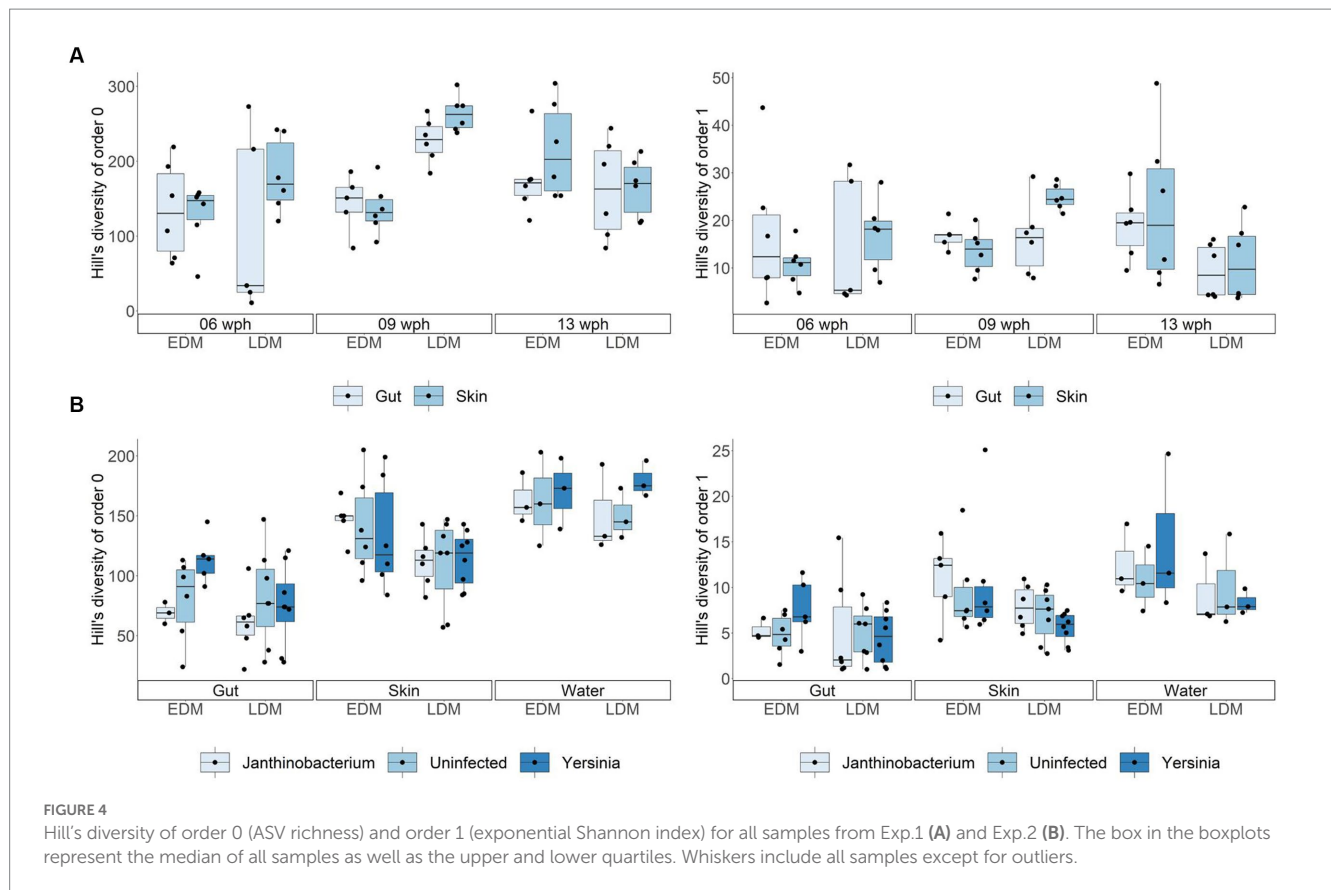 A
Hill's diversity of order 0
300
200
100
0
06 wph
09 wph
13 wph
EDM
LDM
EDM
LDM
EDM
LDM
Gut
Skin
Hill's diversity of order 1
50
40
30
20
10
06 wph
09 wph
13 wph
EDM
LDM
EDM
LDM
EDM
LDM
Gut
Skin
B
Hill's diversity of order 0
200
150
100
50
Gut
Skin
Water
EDM
LDM
EDM
LDM
EDM
LDM
Janthinobacterium
Uninfected
Yersinia
Hill's diversity of order 1
25
20
15
10
5
0
Gut
Skin
Water
EDM
LDM
EDM
LDM
EDM
LDM
Janthinobacterium
Uninfected
Yersinia
FIGURE 4
Hill's diversity of order 0 (ASV richness) and order 1 (exponential Shannon index) for all samples from Exp.1 (A) and Exp.2 (B). The box in the boxplots
represent the median of all samples as well as the upper and lower quartiles. Whiskers include all samples except for outliers.